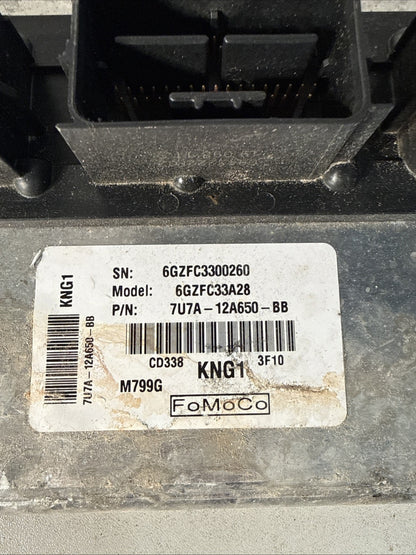 SN: 6GZFC3300260
Model: 6GZFC33A28
P/N: 7U7A-12A650-BB
CD338 KNG1 3F10
M799G
FoMoCo
KNG1
7U7A-12A650-BB